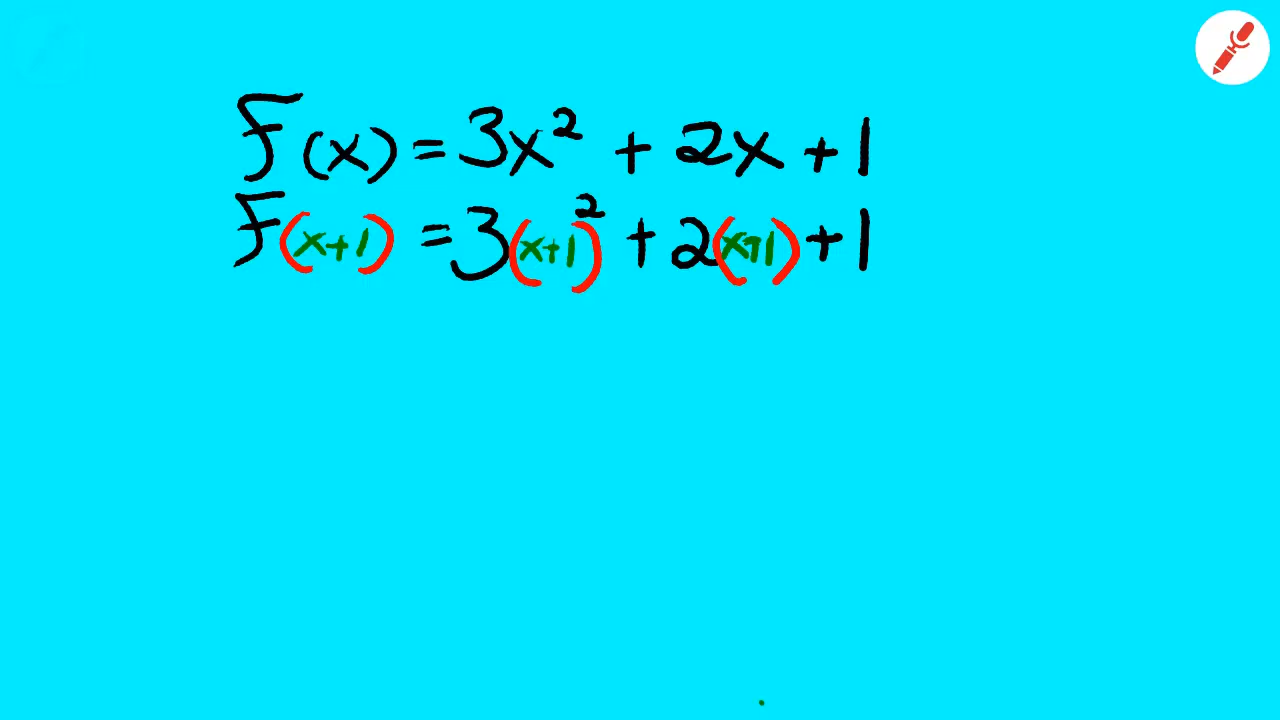 F(x) = 3x² + 2x + 1
F(x+1) = 3(x+1)² + 2(x+1) + 1